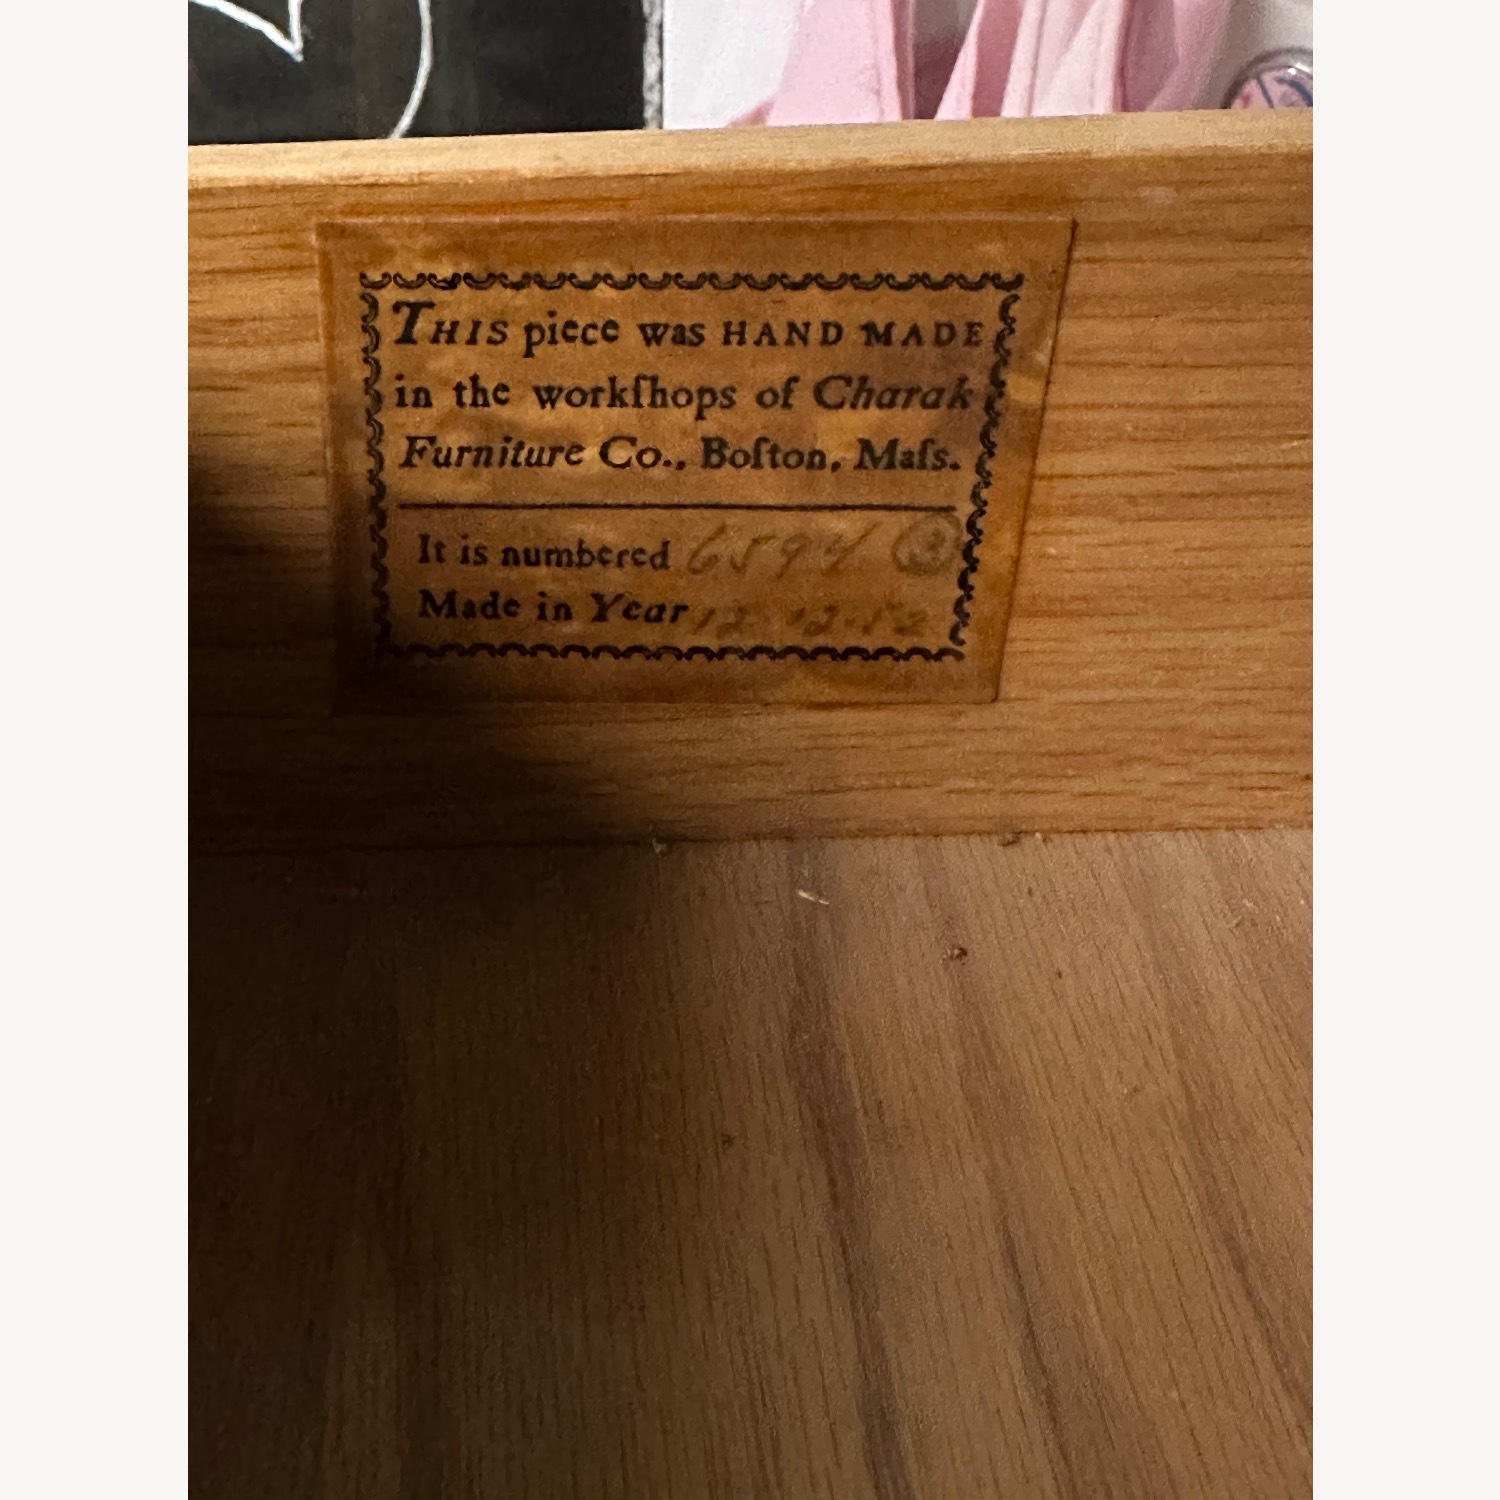 THIS piece was HAND MADE
in the workſhops of Charak
Furniture Co., Boſton, Maſs.
It is numbered 6594
Made in Year 12